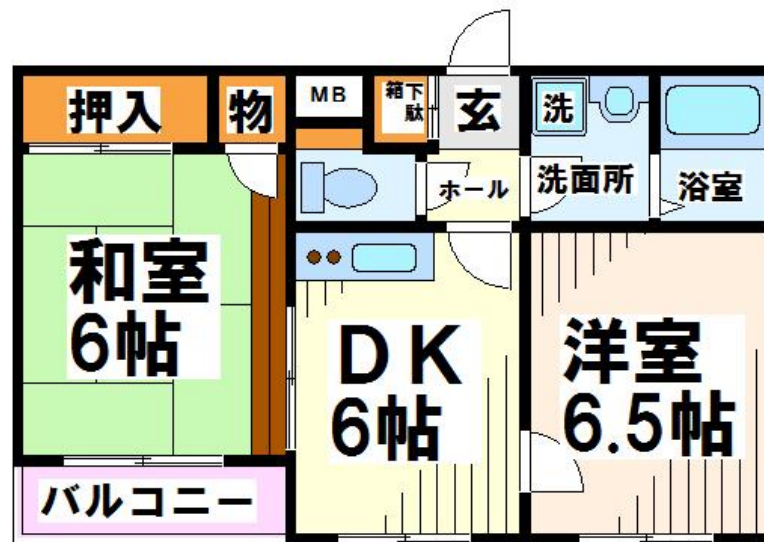 押入
物
MB
下駄箱
玄
洗
ホール
洗面所
浴室
和室
6帖
DK
6帖
洋室
6.5帖
バルコニー